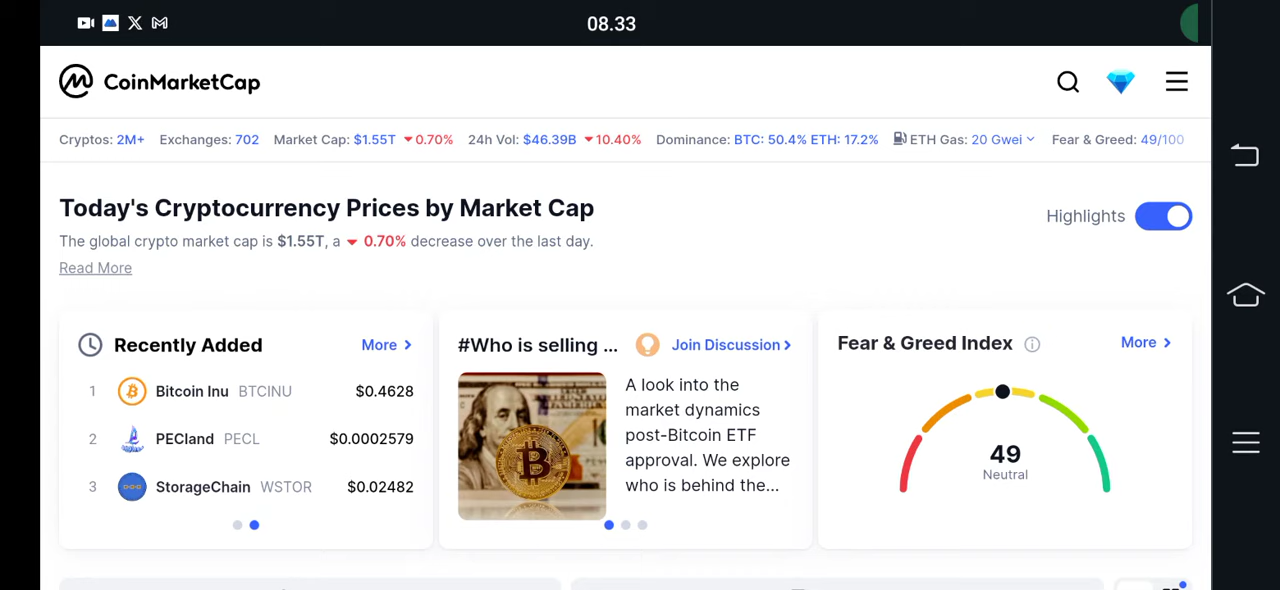 08.33
CoinMarketCap
Cryptos: 2M+ Exchanges: 702 Market Cap: $1.55T ▼0.70% 24h Vol: $46.39B ▼10.40% Dominance: BTC: 50.4% ETH: 17.2% ETH Gas: 20 Gwei Fear & Greed: 49/100
Today's Cryptocurrency Prices by Market Cap
Highlights
The global crypto market cap is $1.55T, a ▼ 0.70% decrease over the last day.
Read More
Recently Added
More >
1 Bitcoin Inu BTCINU $0.4628
2 PECland PECL $0.0002579
3 StorageChain WSTOR $0.02482
#Who is selling ...
Join Discussion >
A look into the
market dynamics
post-Bitcoin ETF
approval. We explore
who is behind the...
Fear & Greed Index
More >
49
Neutral